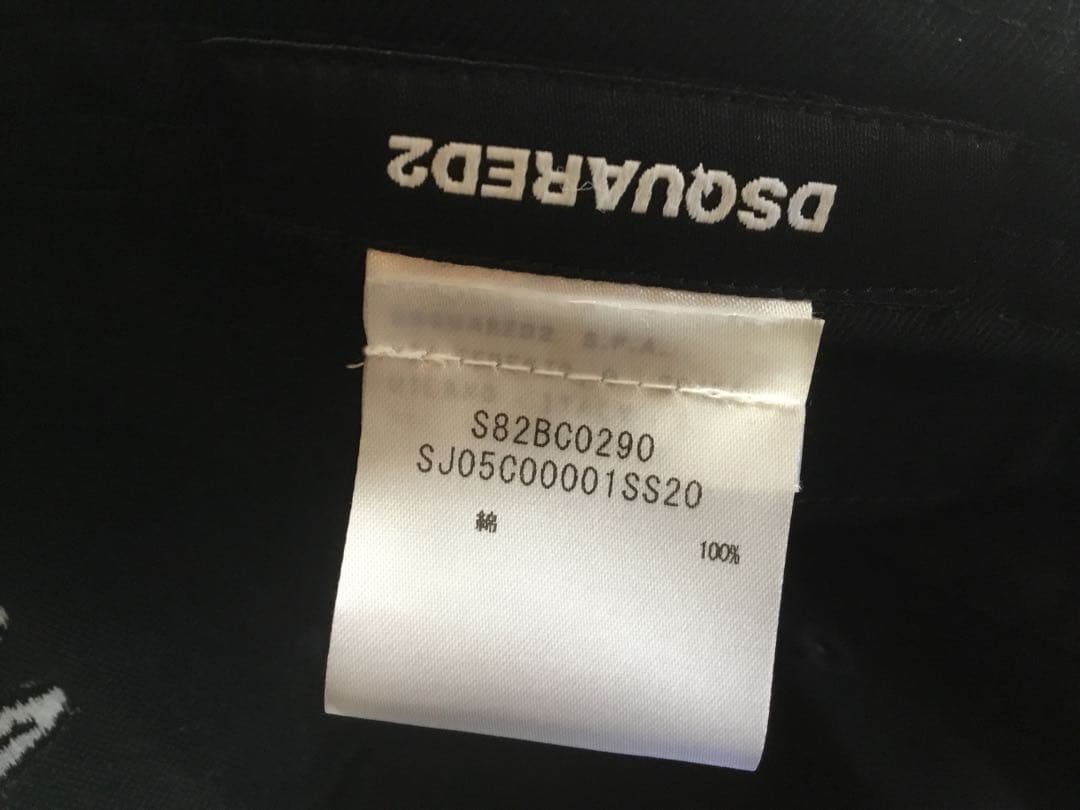 DSQUARED2
S82BC0290
SJ05C00001SS20
綿
100%